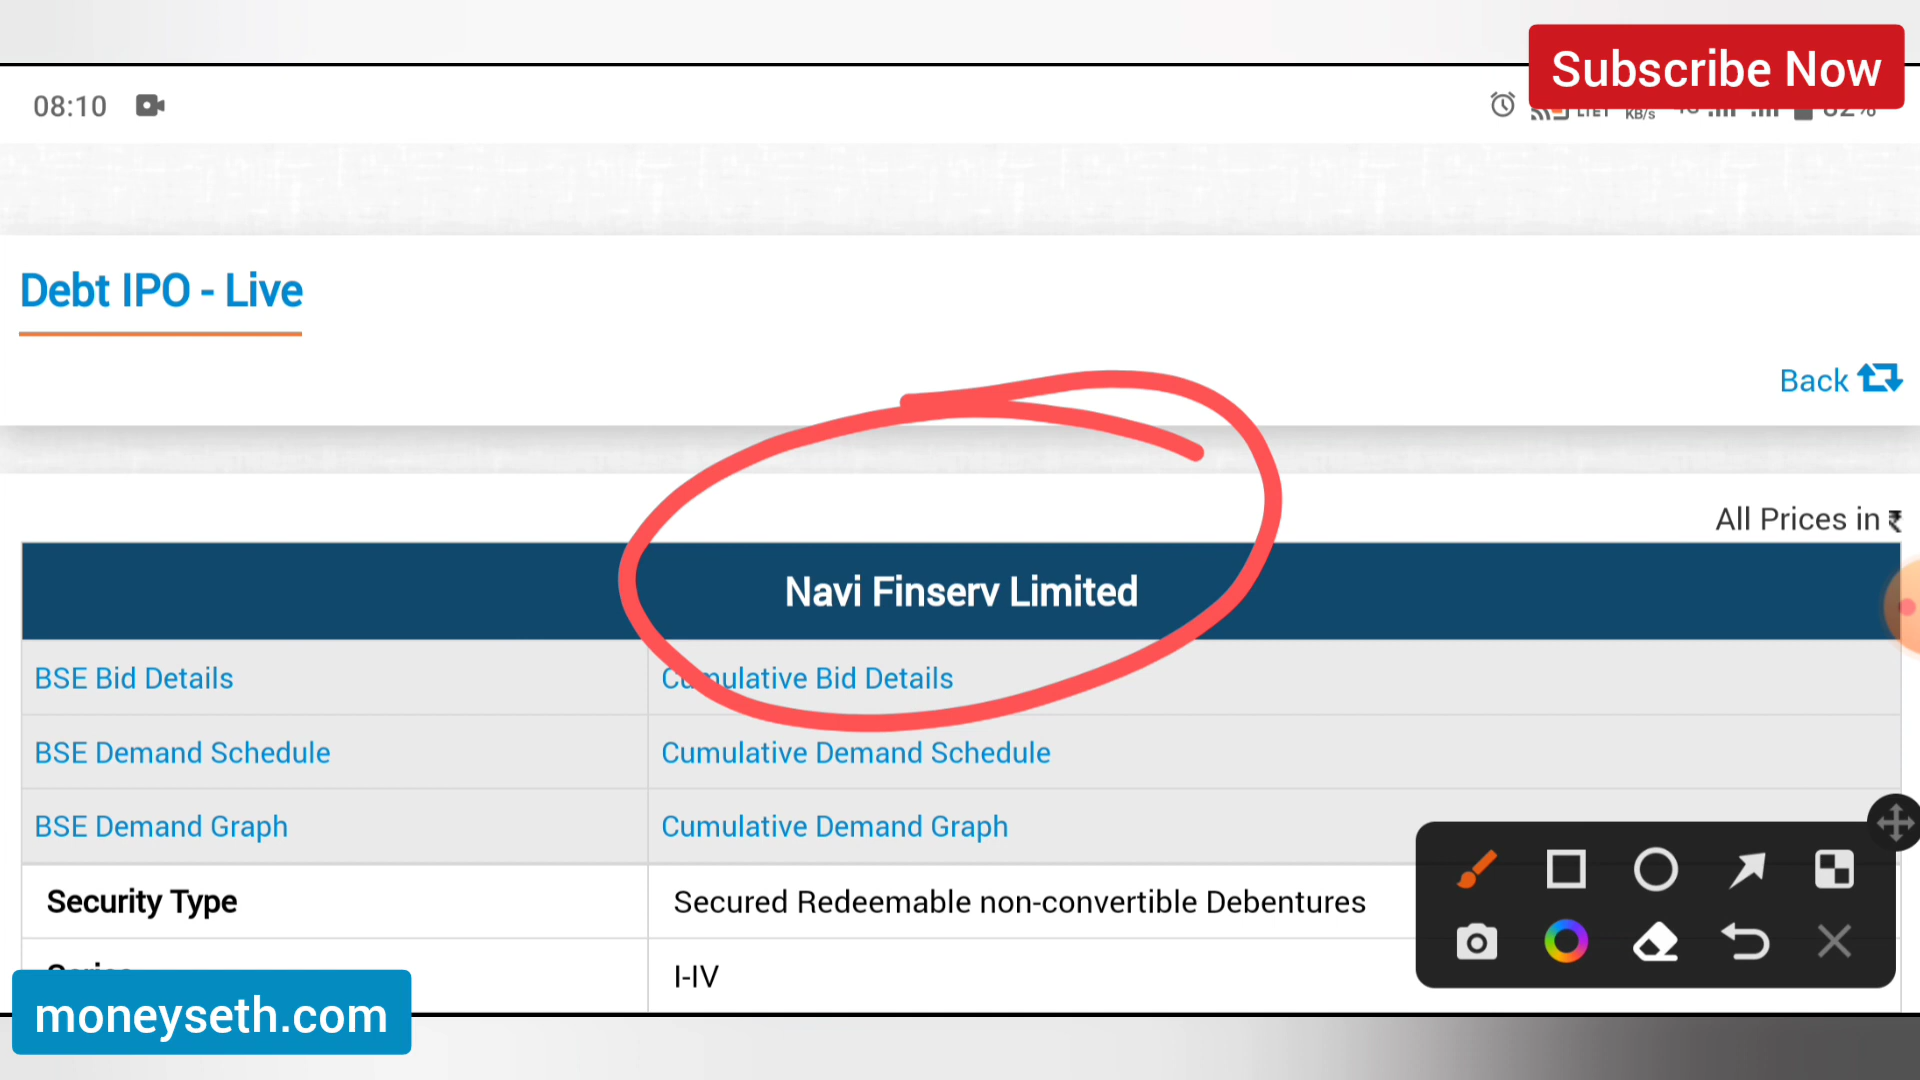 Subscribe Now
08:10
KB/s
Debt IPO - Live
Back
All Prices in ₹
Navi Finserv Limited
BSE Bid Details
Cumulative Bid Details
BSE Demand Schedule
Cumulative Demand Schedule
BSE Demand Graph
Cumulative Demand Graph
Security Type
Secured Redeemable non-convertible Debentures
I-IV
moneyseth.com